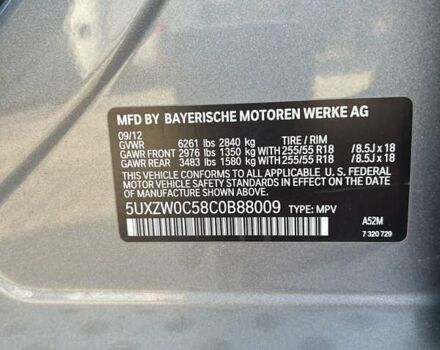 MFD BY BAYERISCHE MOTOREN WERKE AG
09/12
GVWR 6261 lbs 2840 kg TIRE / RIM
GAWR FRONT 2976 lbs 1350 kg 255/55 R18 /8.5J x 18
GAWR REAR 3483 lbs 1580 kg 255/55 R18 /8.5J x 18
THIS VEHICLE CONFORMS TO ALL APPLICABLE U. S. FEDERAL
MOTOR VEHICLE SAFETY STANDARDS IN EFFECT ON THE DATE
OF MANUFACTURE SHOWN ABOVE.
5UXZW0C58C0B88009 TYPE: MPV
A52M
7 320 729